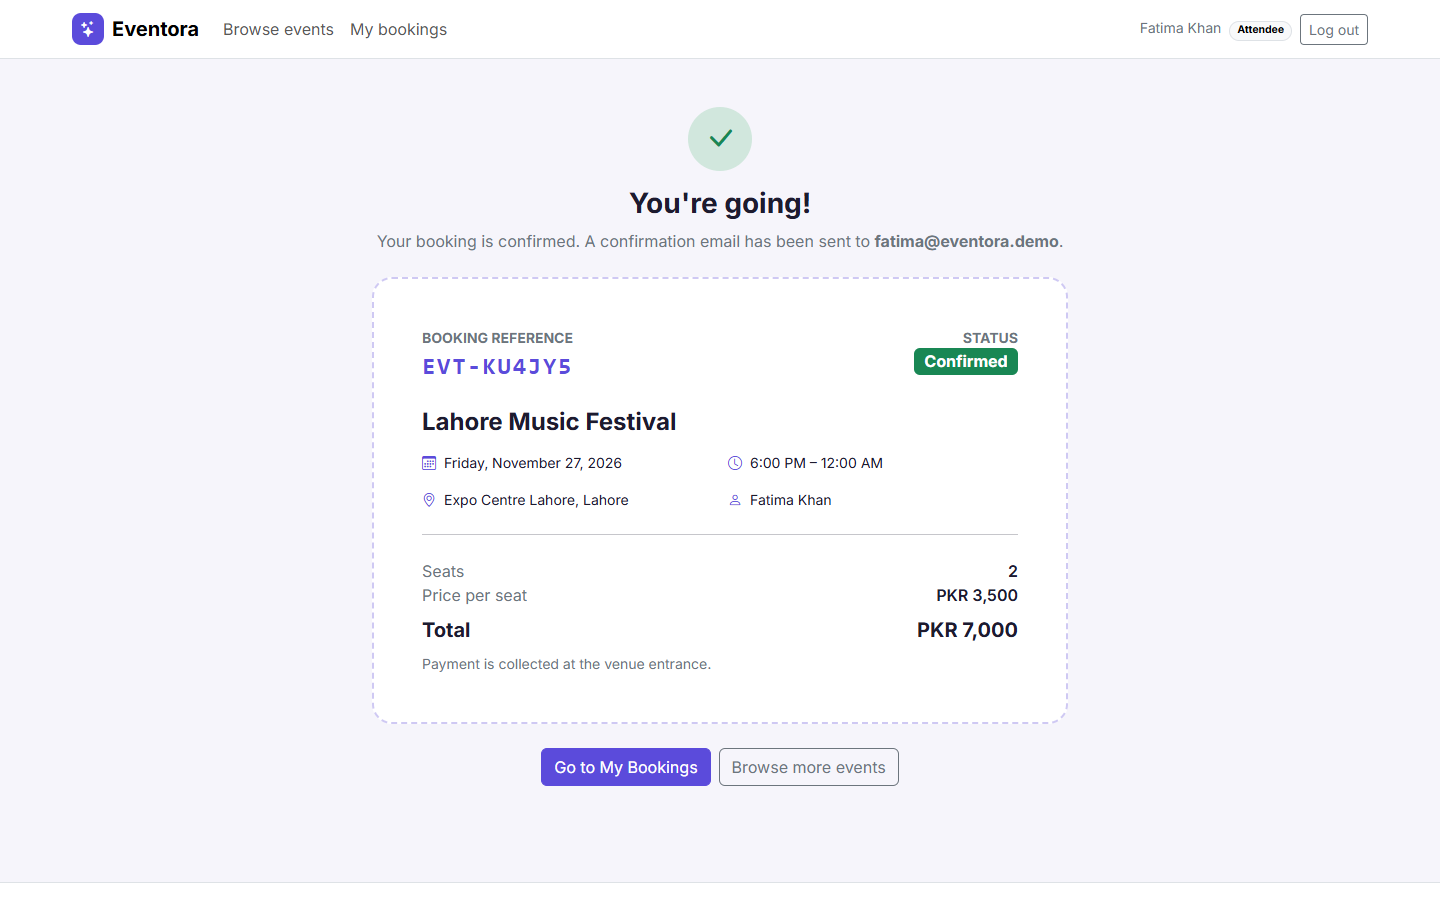 Eventora Browse events My bookings Fatima Khan Attendee Log out
You're going!
Your booking is confirmed. A confirmation email has been sent to fatima@eventora.demo.
BOOKING REFERENCE STATUS
EVT-KU4JY5 Confirmed
Lahore Music Festival
Friday, November 27, 2026 6:00 PM – 12:00 AM
Expo Centre Lahore, Lahore Fatima Khan
Seats 2
Price per seat PKR 3,500
Total PKR 7,000
Payment is collected at the venue entrance.
Go to My Bookings Browse more events